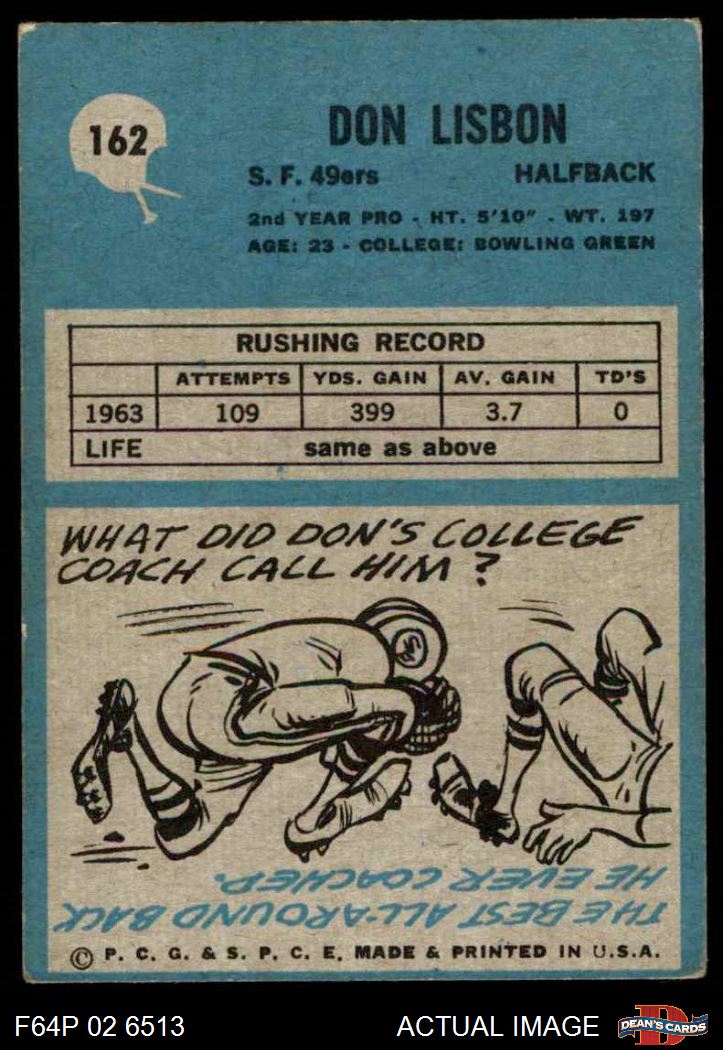 162
DON LISBON
S. F. 49ers HALFBACK
2nd YEAR PRO - HT. 5'10" - WT. 197
AGE: 23 - COLLEGE: BOWLING GREEN
RUSHING RECORD
ATTEMPTS YDS. GAIN AV. GAIN TD'S
1963 109 399 3.7 0
LIFE same as above
WHAT DID DON'S COLLEGE
COACH CALL HIM?
SF
THE BEST ALL-AROUND BACK
HE EVER COACHED.
© P. C. G. & S. P. C. E. MADE & PRINTED IN U.S.A.
F64P 02 6513 ACTUAL IMAGE
D
DEAN'S CARDS